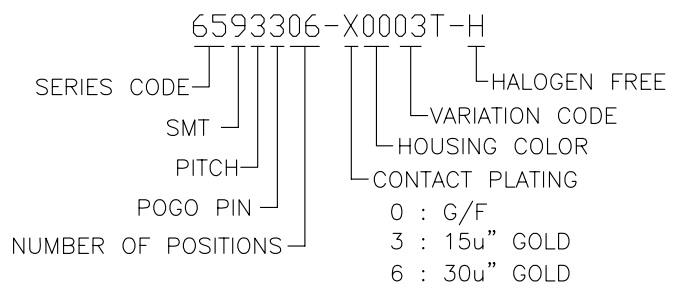 6593306-X0003T-H
SERIES CODE
HALOGEN FREE
SMT
VARIATION CODE
HOUSING COLOR
PITCH
CONTACT PLATING
POGO PIN
0 : G/F
NUMBER OF POSITIONS
3 : 15u" GOLD
6 : 30u" GOLD